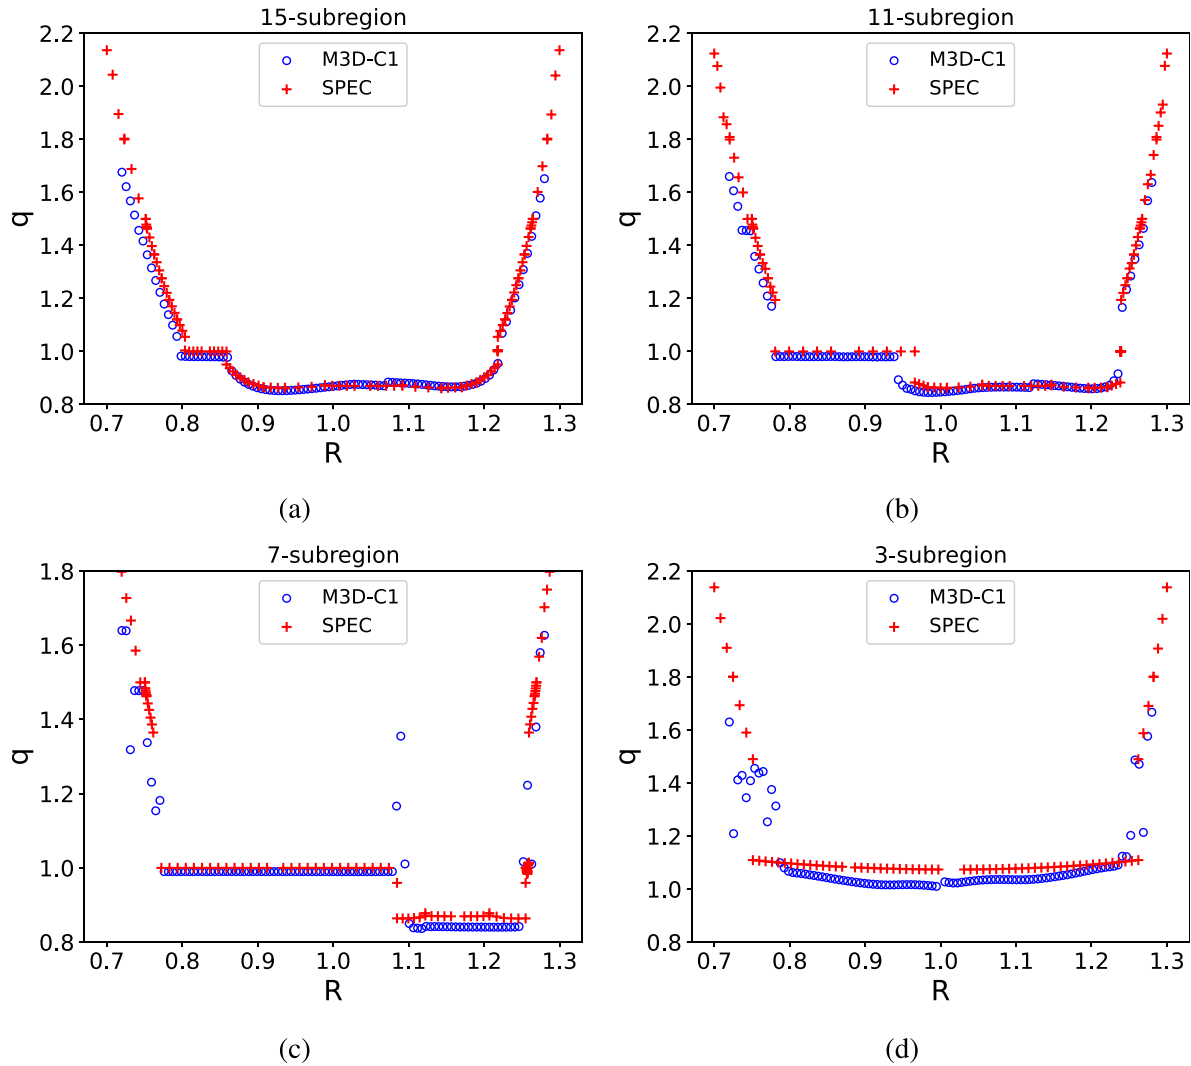 15-subregion
M3D-C1
SPEC
2.2
2.0
1.8
1.6
1.4
1.2
1.0
0.8
q
0.7 0.8 0.9 1.0 1.1 1.2 1.3
R
(a)
11-subregion
M3D-C1
SPEC
2.2
2.0
1.8
1.6
1.4
1.2
1.0
0.8
q
0.7 0.8 0.9 1.0 1.1 1.2 1.3
R
(b)
7-subregion
M3D-C1
SPEC
1.8
1.6
1.4
1.2
1.0
0.8
q
0.7 0.8 0.9 1.0 1.1 1.2 1.3
R
(c)
3-subregion
M3D-C1
SPEC
2.2
2.0
1.8
1.6
1.4
1.2
1.0
0.8
q
0.7 0.8 0.9 1.0 1.1 1.2 1.3
R
(d)